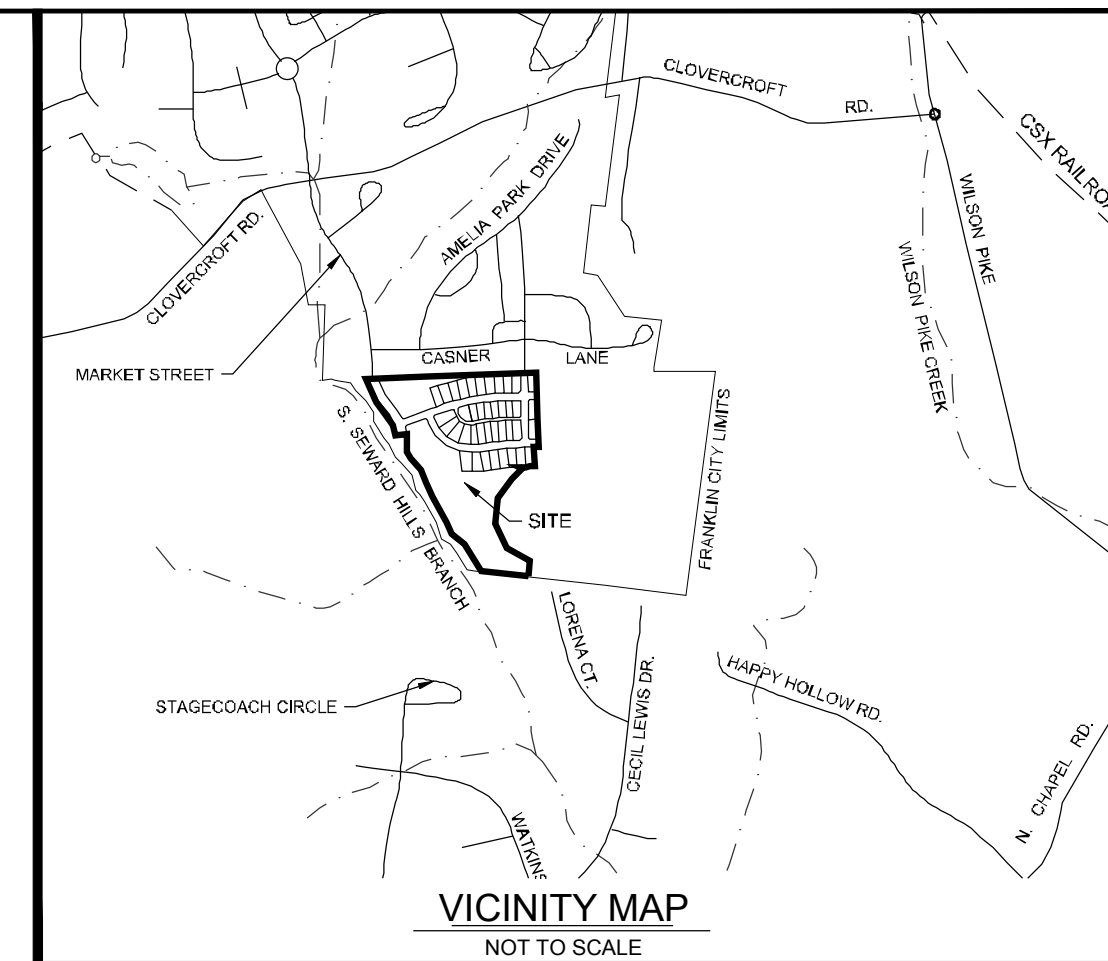 CLOVERCROFT
RD.
CSX RAILROA
AMELIA PARK DRIVE
WILSON PIKE
CLOVERCROFT RD.
WILSON PIKE CREEK
MARKET STREET
CASNER LANE
FRANKLIN CITY LIMITS
S. SEWARD HILLS BRANCH
SITE
LORENA CT.
CECIL LEWIS DR.
HAPPY HOLLOW RD.
STAGECOACH CIRCLE
N. CHAPEL RD.
WATKINS
VICINITY MAP
NOT TO SCALE